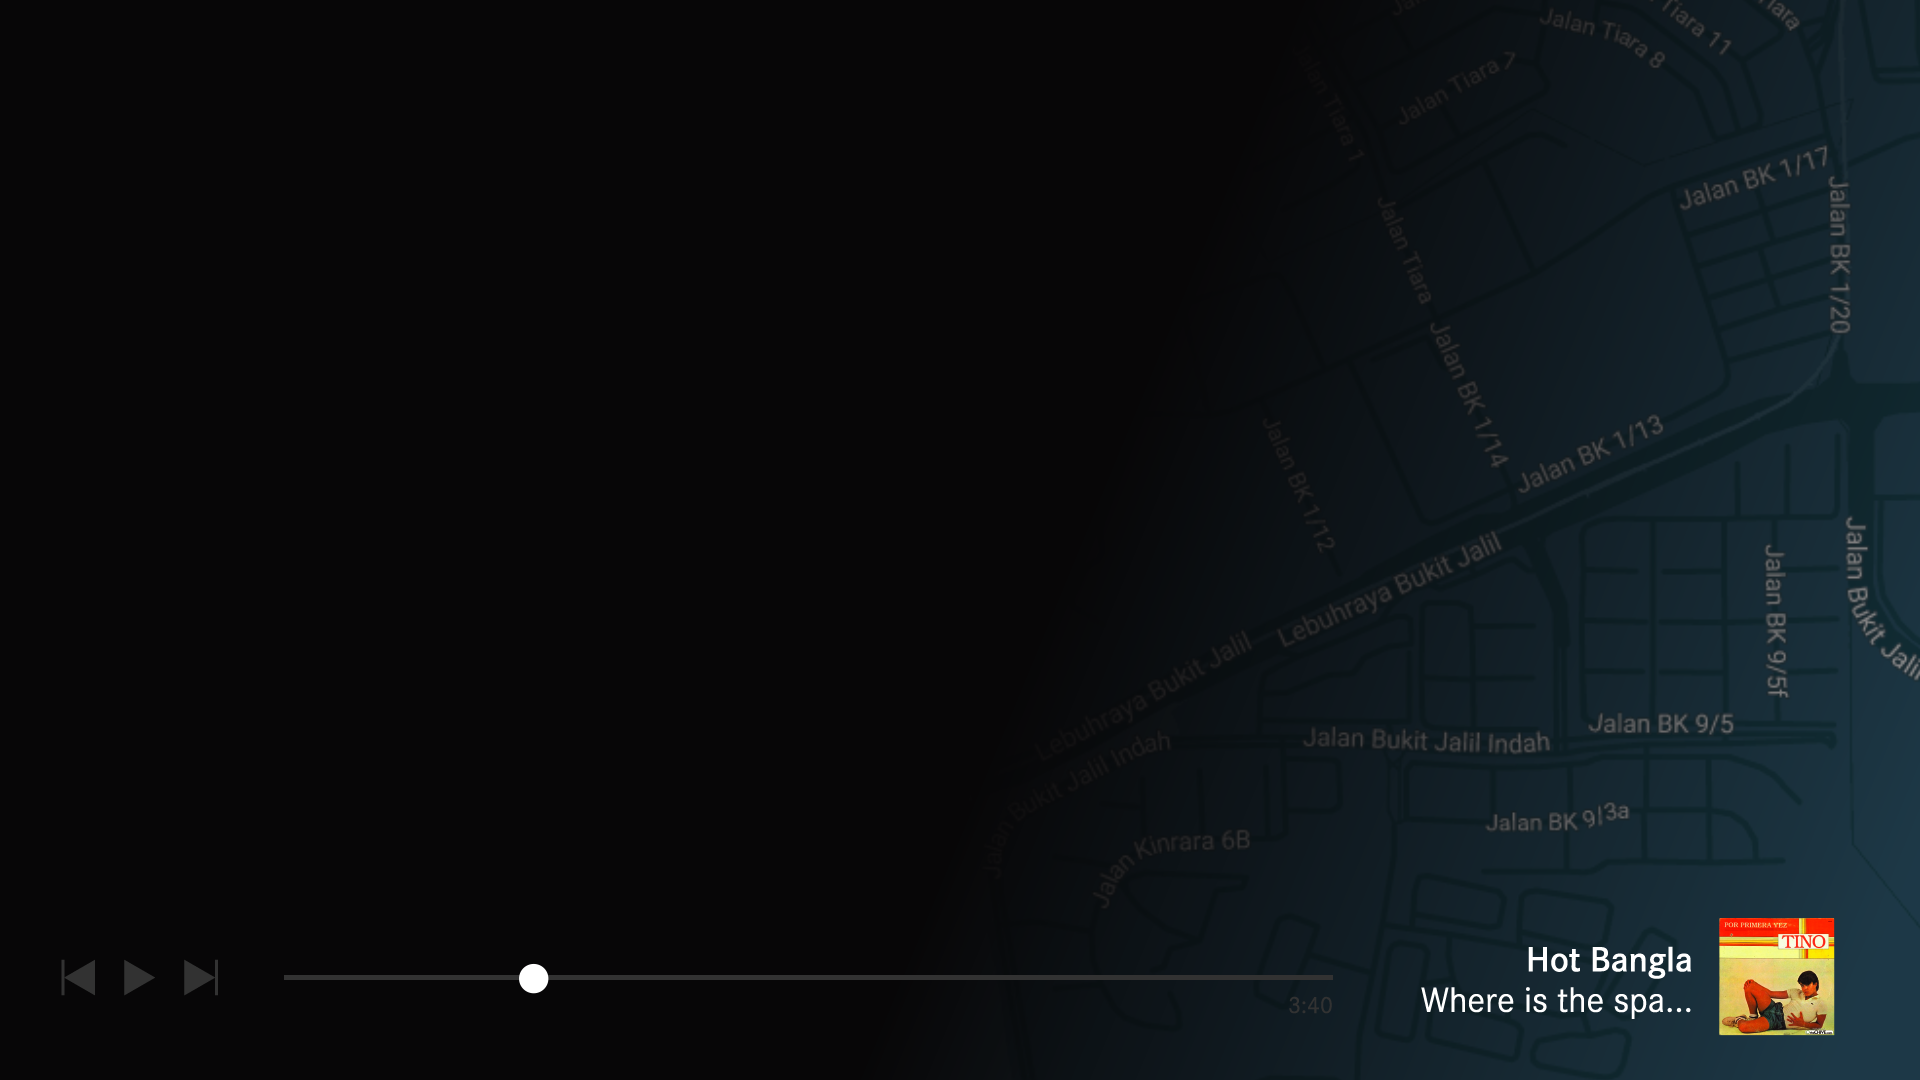 Jalan Tiara 8
Tiara 11
Tiara
Jalan Tiara 7
Jalan Tiara 1
Jalan BK 1/17
Jalan BK 1/20
Jalan Tiara
Jalan BK 1/14
Jalan BK 1/13
Jalan BK 1/12
Lebuhraya Bukit Jalil
Jalan BK 9/5f
Jalan Bukit Jalil
Lebuhraya Bukit Jalil
Jalan BK 9/5
Jalan Bukit Jalil Indah
Jalan Bukit Jalil Indah
Jalan BK 9/3a
Jalan Kinrara 6B
POR PRIMERA VEZ
TINO
Hot Bangla
Where is the spa...
3:40